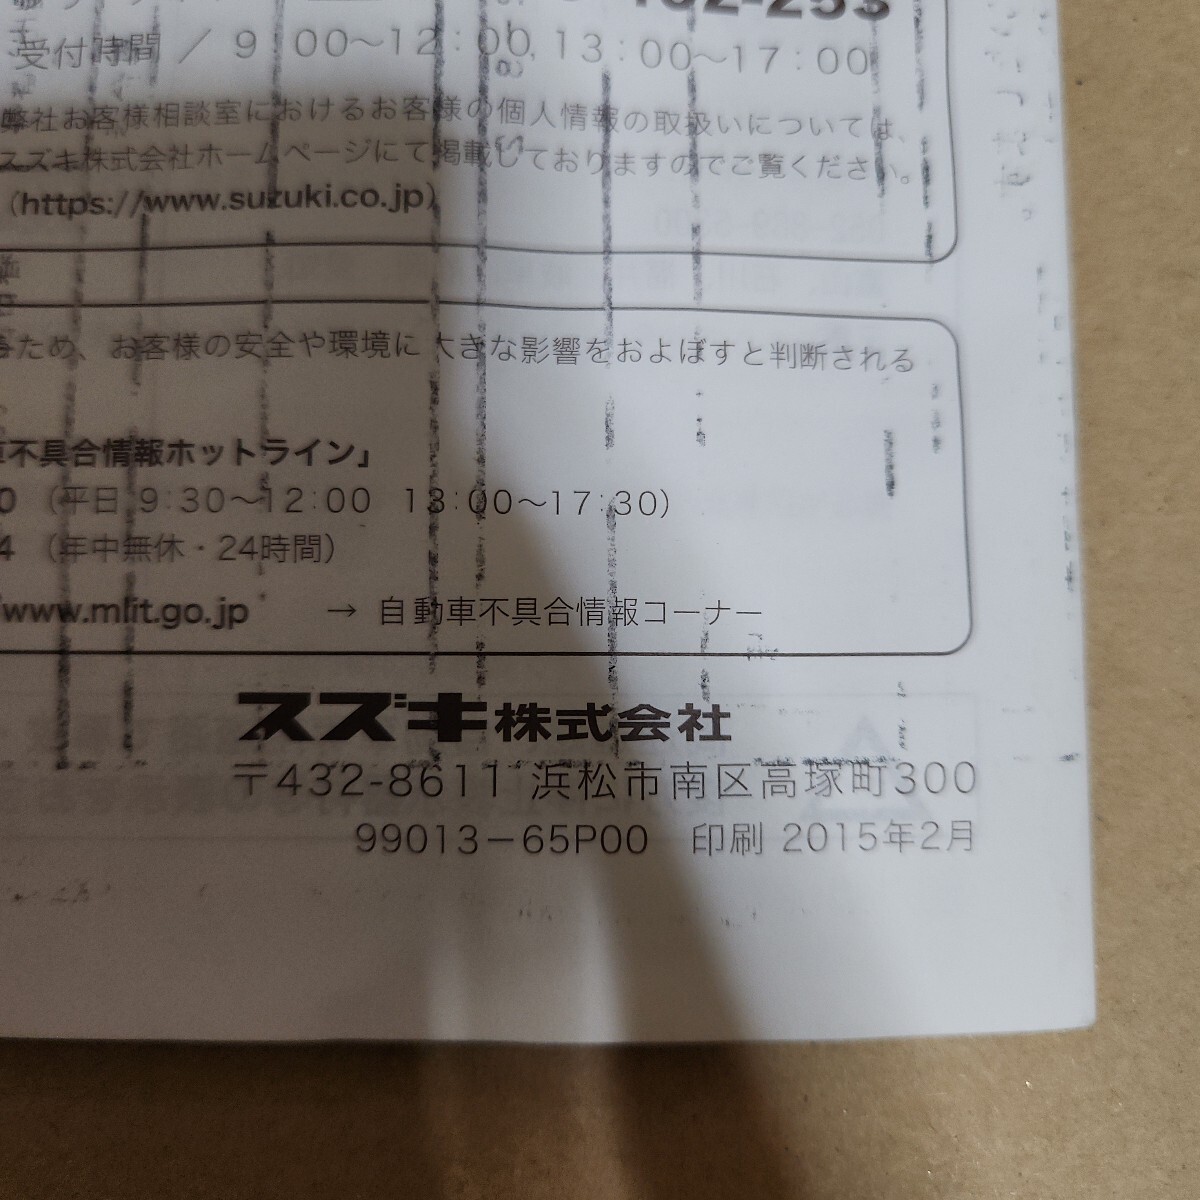 受付時間 / 9:00～12:00, 13:00～17:00
弊社お客様相談室におけるお客様の個人情報の取扱いについては、
スズキ株式会社ホームページにて掲載しておりますのでご覧ください。
(https://www.suzuki.co.jp)
ため、お客様の安全や環境に大きな影響をおよぼすと判断される
車不具合情報ホットライン」
0 (平日 9:30～12:00 13:00～17:30)
4 (年中無休・24時間)
www.mlit.go.jp → 自動車不具合情報コーナー
スズキ株式会社
〒432-8611 浜松市南区高塚町300
99013-65P00 印刷 2015年2月